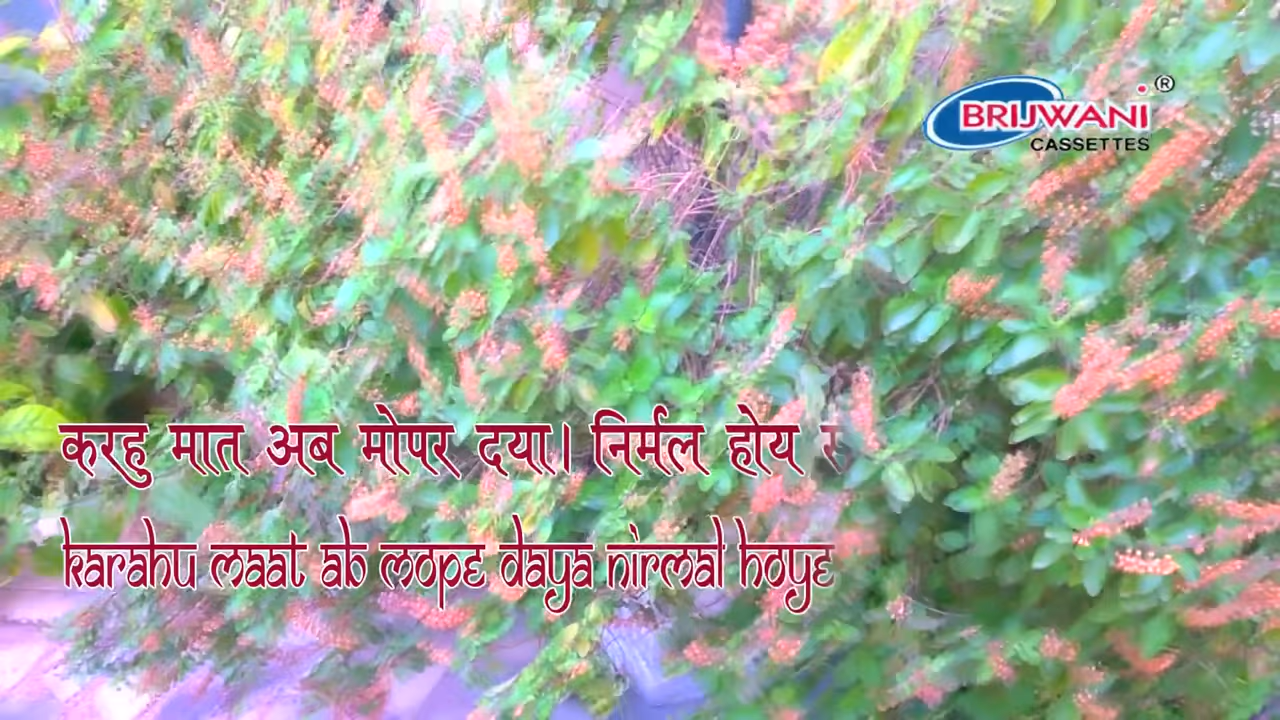 BRIJWANI ®
CASSETTES
करहु मात अब मोपर दया। निर्मल होय
karahu maat ab mope daya nirmal hoye